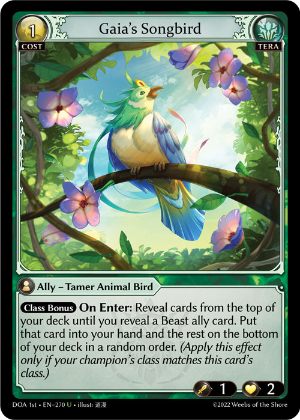 1
Gaia's Songbird
COST
TERA
Ally – Tamer Animal Bird
Class Bonus On Enter: Reveal cards from the top of
your deck until you reveal a Beast ally card. Put
that card into your hand and the rest on the bottom
of your deck in a random order. (Apply this effect
only if your champion's class matches this card's
class.)
1
2
DOA 1st • EN-270 U • illust: 道漫
©2022 Weebs of the Shore